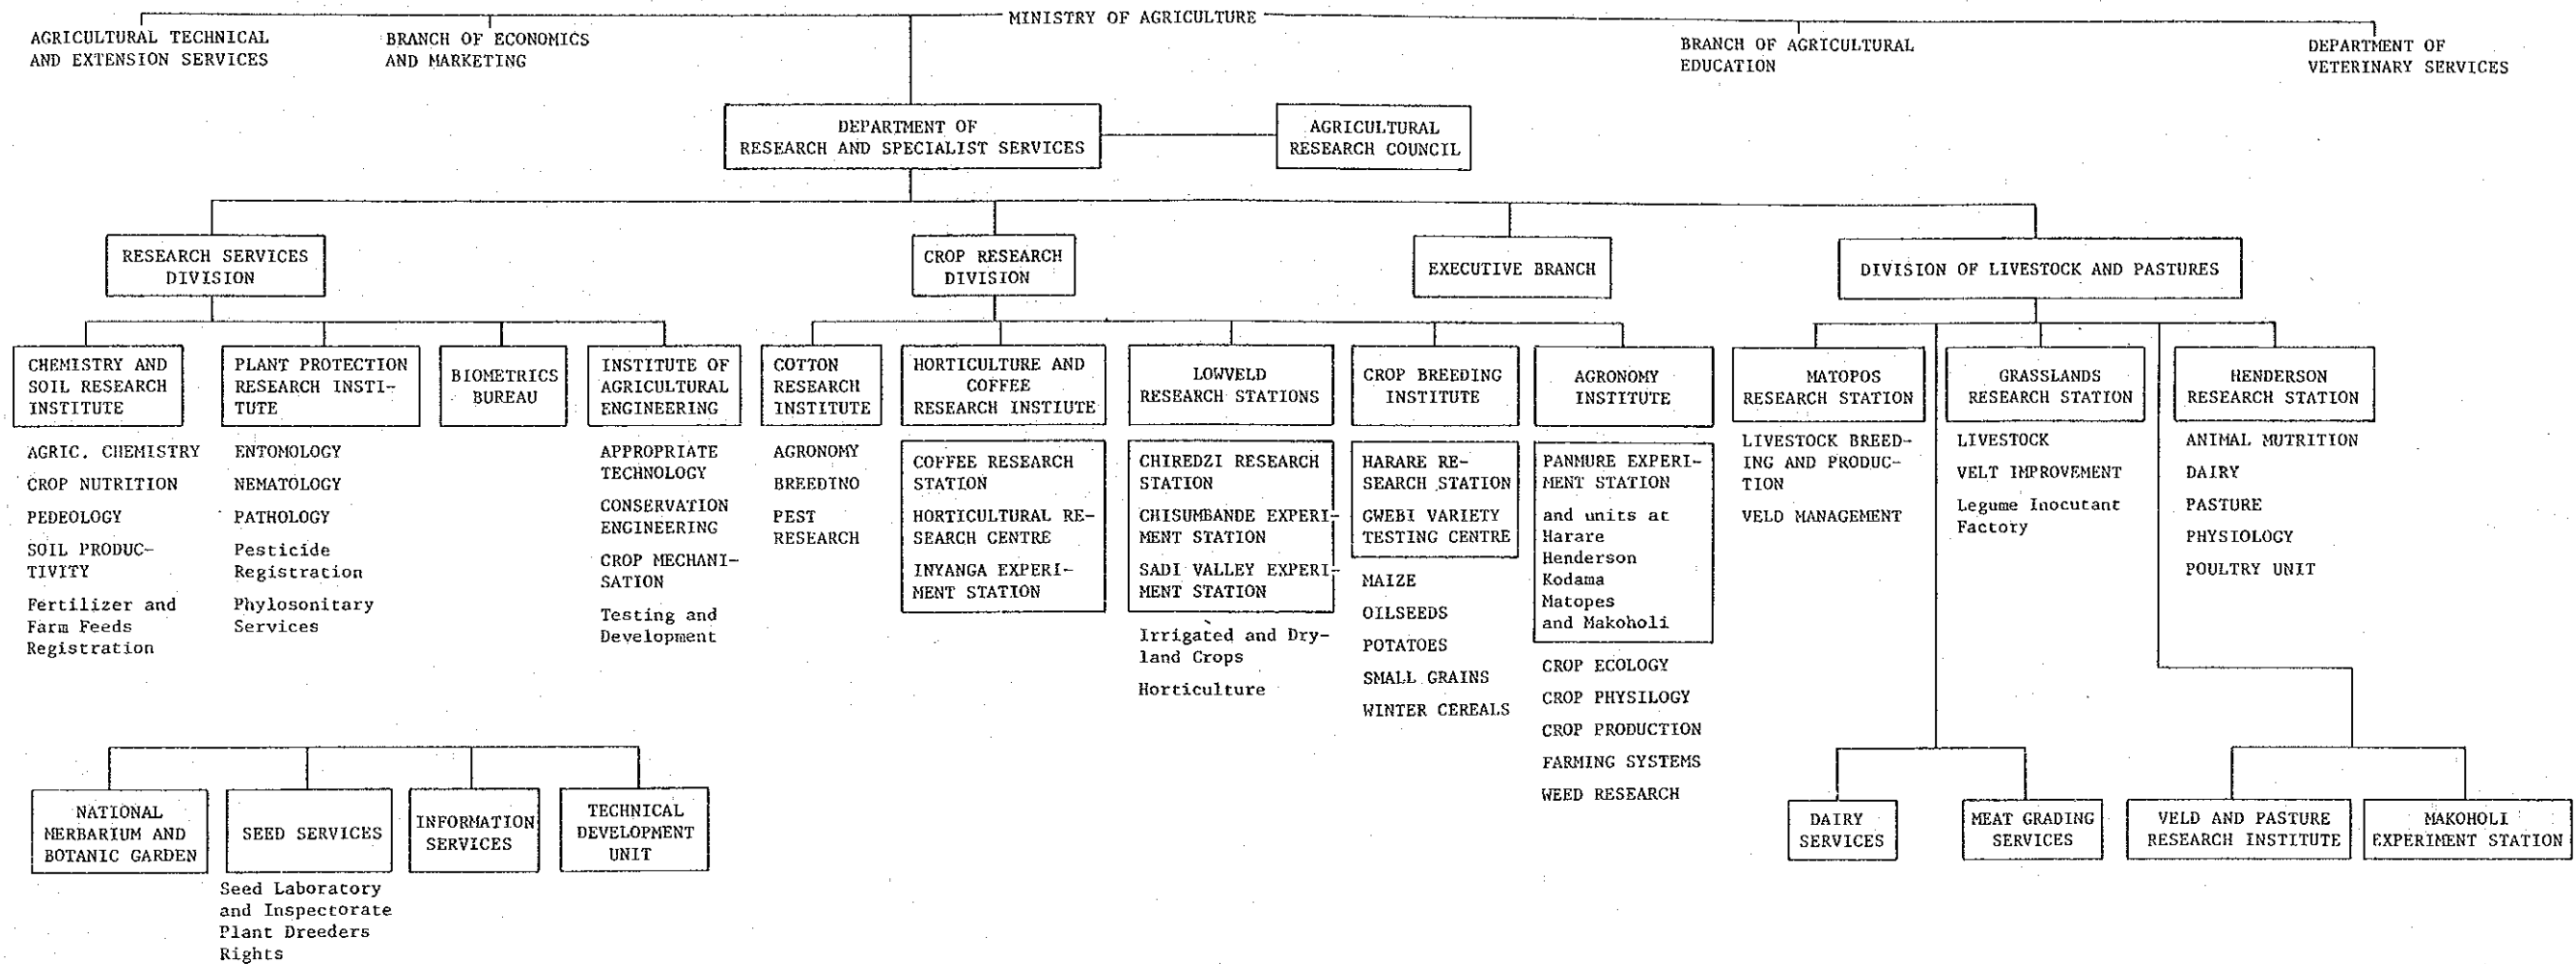 MINISTRY OF AGRICULTURE
AGRICULTURAL TECHNICAL
AND EXTENSION SERVICES
BRANCH OF ECONOMICS
AND MARKETING
BRANCH OF AGRICULTURAL
EDUCATION
DEPARTMENT OF
VETERINARY SERVICES
DEPARTMENT OF
RESEARCH AND SPECIALIST SERVICES
AGRICULTURAL
RESEARCH COUNCIL
RESEARCH SERVICES
DIVISION
CROP RESEARCH
DIVISION
EXECUTIVE BRANCH
DIVISION OF LIVESTOCK AND PASTURES
CHEMISTRY AND
SOIL RESEARCH
INSTITUTE
AGRIC. CHEMISTRY
CROP NUTRITION
PEDEOLOGY
SOIL PRODUC-
TIVITY
Fertilizer and
Farm Feeds
Registration
PLANT PROTECTION
RESEARCH INSTI-
TUTE
ENTOMOLOGY
NEMATOLOGY
PATHOLOGY
Pesticide
Registration
Phylosonitary
Services
BIOMETRICS
BUREAU
INSTITUTE OF
AGRICULTURAL
ENGINEERING
APPROPRIATE
TECHNOLOGY
CONSERVATION
ENGINEERING
CROP MECHANI-
SATION
Testing and
Development
COTTON
RESEARCH
INSTITUTE
AGRONOMY
BREEDINO
PEST
RESEARCH
HORTICULTURE AND
COFFEE
RESEARCH INSTIUTE
COFFEE RESEARCH
STATION
HORTICULTURAL RE-
SEARCH CENTRE
INYANGA EXPERI-
MENT STATION
LOWVELD
RESEARCH STATIONS
CHIREDZI RESEARCH
STATION
CHISUMBANDE EXPERI-
MENT STATION
SADI VALLEY EXPERI-
MENT STATION
Irrigated and Dry-
land Crops
Horticulture
CROP BREEDING
INSTITUTE
HARARE RE-
SEARCH STATION
GWEBI VARIETY
TESTING CENTRE
MAIZE
OILSEEDS
POTATOES
SMALL GRAINS
WINTER CEREALS
AGRONOMY
INSTITUTE
PANMURE EXPERI-
MENT STATION
and units at
Harare
Henderson
Kodama
Matopes
and Makoholi
CROP ECOLOGY
CROP PHYSILOGY
CROP PRODUCTION
FARMING SYSTEMS
WEED RESEARCH
MATOPOS
RESEARCH STATION
LIVESTOCK BREED-
ING AND PRODUC-
TION
VELD MANAGEMENT
GRASSLANDS
RESEARCH STATION
LIVESTOCK
VELT IMPROVEMENT
Legume Inocutant
Factory
HENDERSON
RESEARCH STATION
ANIMAL MUTRITION
DAIRY
PASTURE
PHYSIOLOGY
POULTRY UNIT
NATIONAL
MERBARIUM AND
BOTANIC GARDEN
SEED SERVICES
Seed Laboratory
and Inspectorate
Plant Dreeders
Rights
INFORMATION
SERVICES
TECHNICAL
DEVELOPMENT
UNIT
DAIRY
SERVICES
MEAT GRADING
SERVICES
VELD AND PASTURE
RESEARCH INSTITUTE
MAKOHOLI
EXPERIMENT STATION